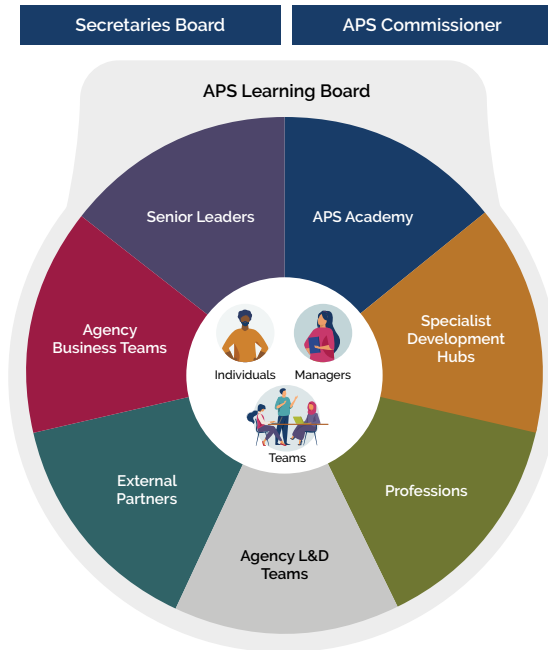 Secretaries Board
APS Commissioner
APS Learning Board
Senior Leaders
APS Academy
Agency
Business Teams
Specialist
Development
Hubs
Individuals
Managers
Teams
External
Partners
Professions
Agency L&D
Teams